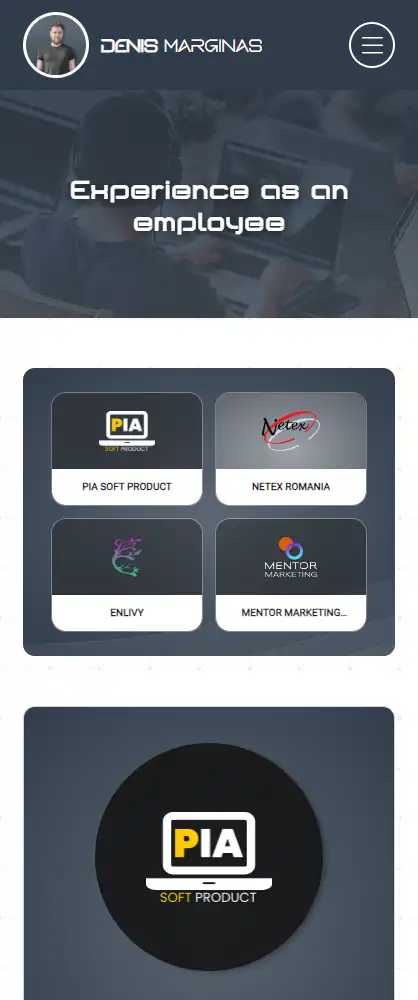 DENIS MARGINAS
Experience as an
employee
PIA
SOFT PRODUCT
Netex
PIA SOFT PRODUCT
NETEX ROMANIA
MENTOR
MARKETING
ENLIVY
MENTOR MARKETING...
PIA
SOFT PRODUCT